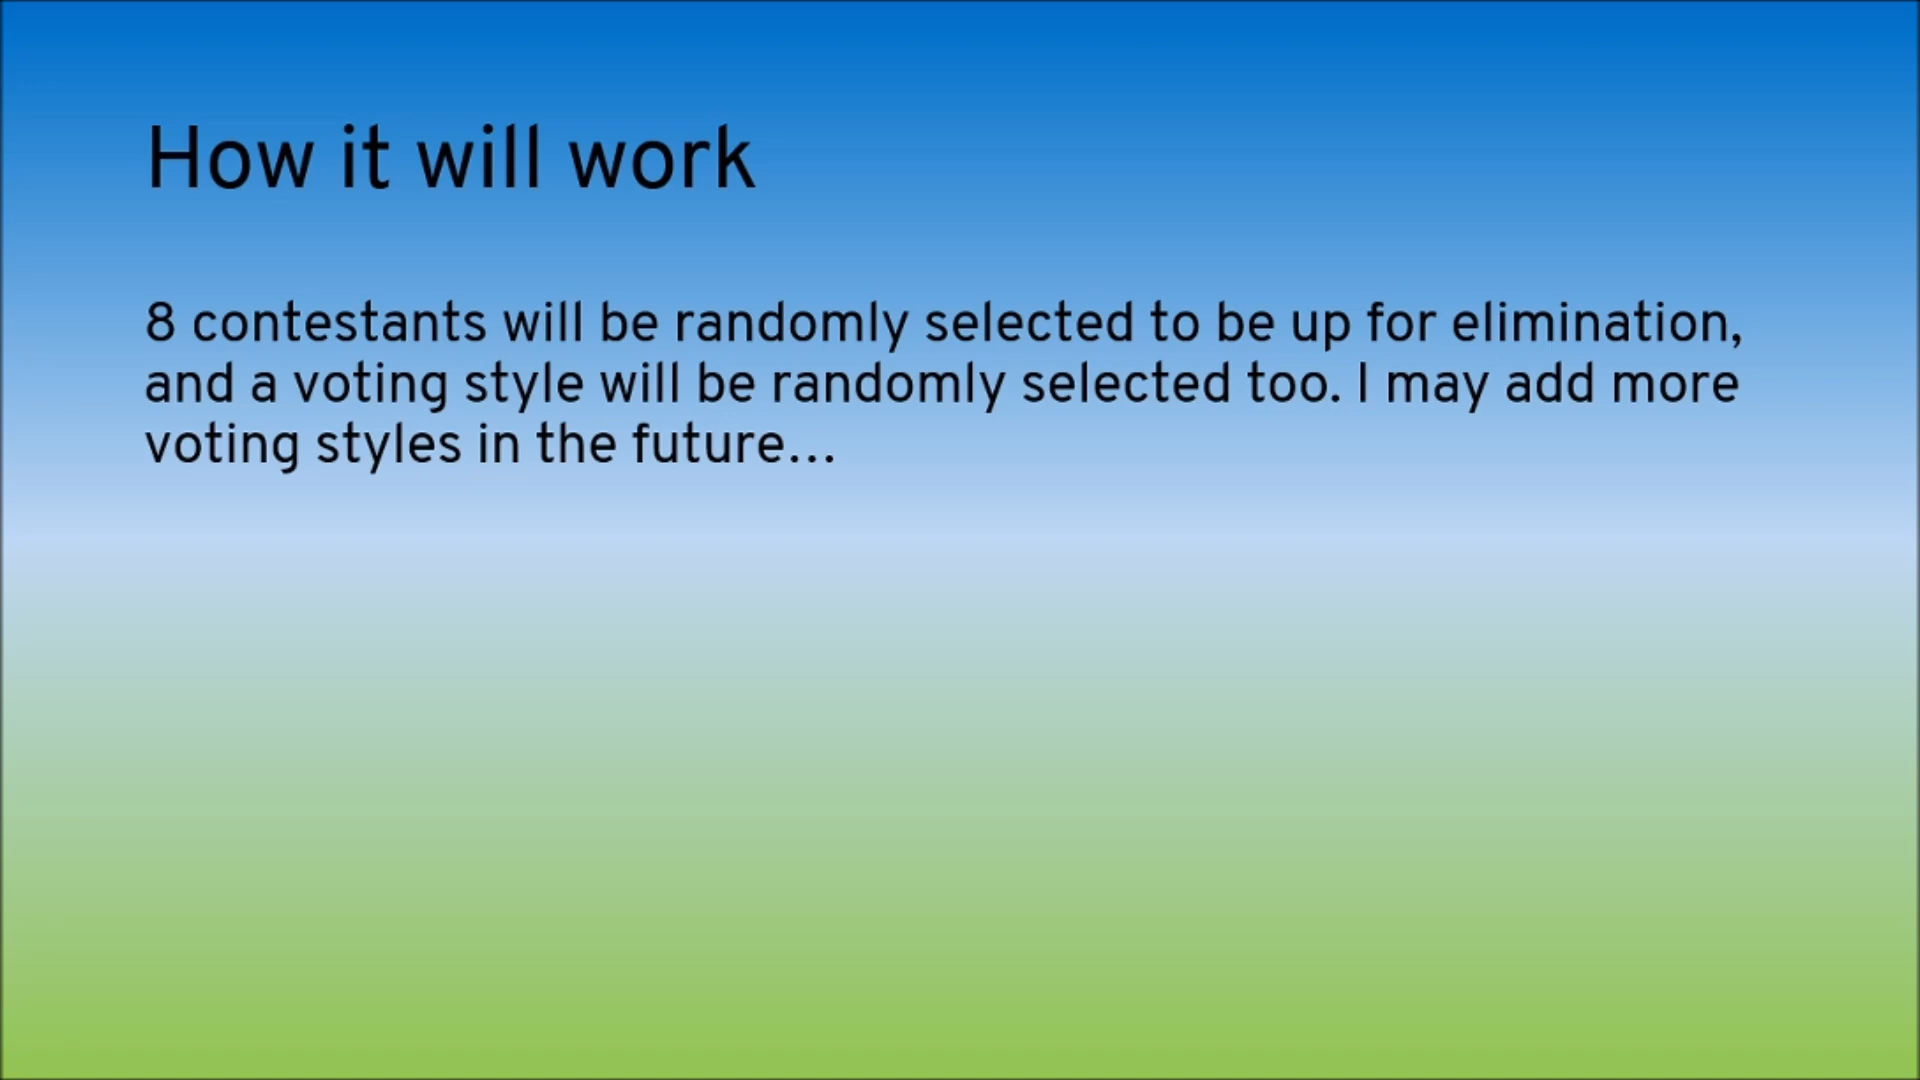 How it will work
8 contestants will be randomly selected to be up for elimination,
and a voting style will be randomly selected too. I may add more
voting styles in the future…